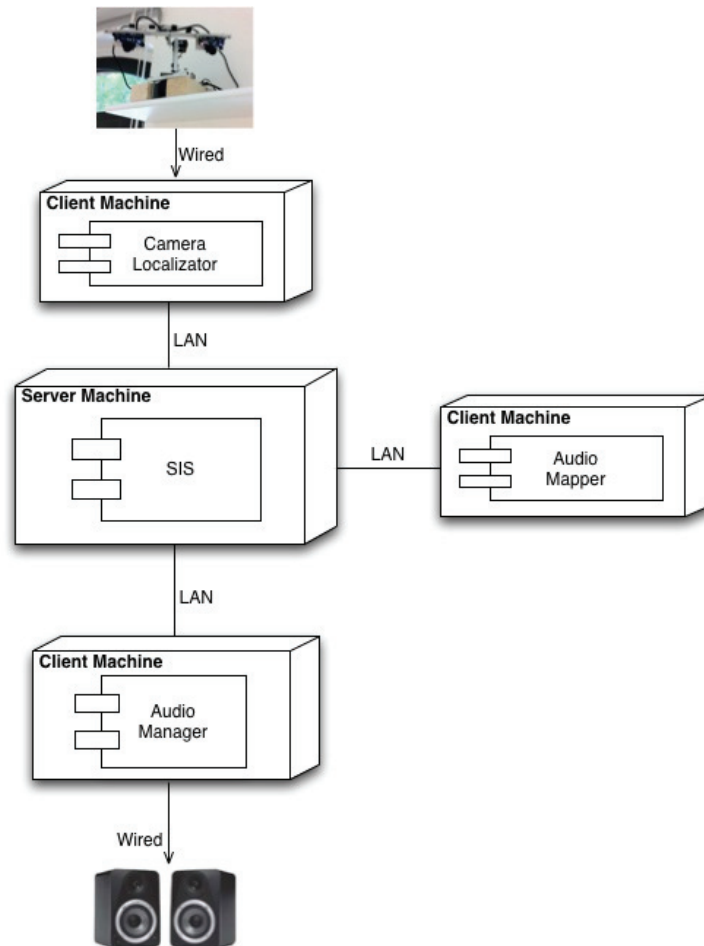 Wired
Client Machine
Camera
Localizator
LAN
Server Machine
SIS
LAN
Client Machine
Audio
Mapper
LAN
Client Machine
Audio
Manager
Wired